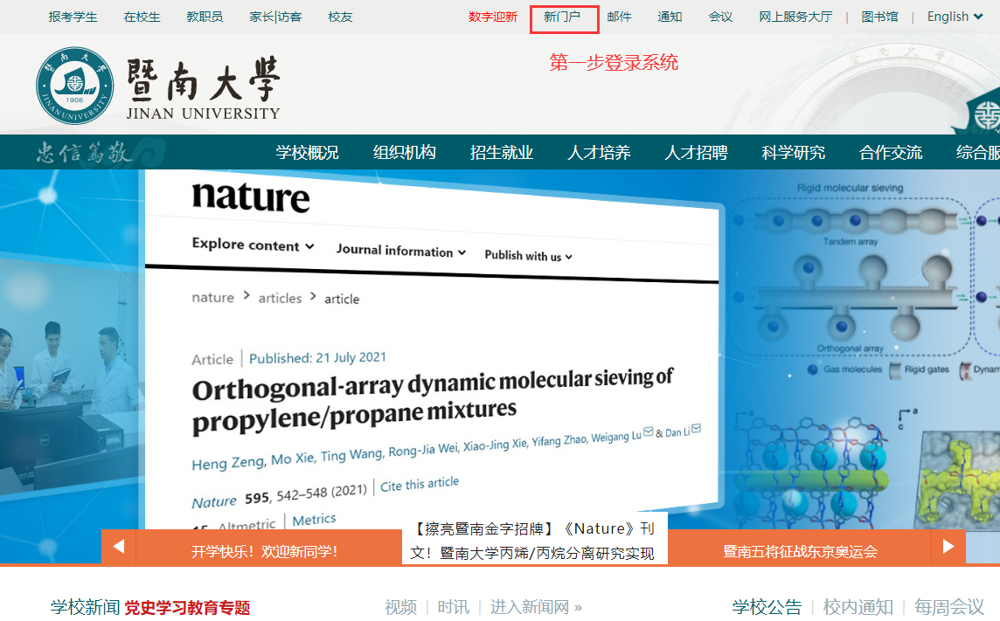 报考学生 在校生 教职员 家长|访客 校友 数字迎新 新门户 邮件 通知 会议 网上服务大厅 | 图书馆 | English
第一步登录系统
暨南大学
1906
JINAN UNIVERSITY
JINAN UNIVERSITY
忠信笃敬 学校概况 组织机构 招生就业 人才培养 人才招聘 科学研究 合作交流 综合服
nature
Explore content Journal information Publish with us
nature > articles > article
Article | Published: 21 July 2021
Orthogonal-array dynamic molecular sieving of
propylene/propane mixtures
Heng Zeng, Mo Xie, Ting Wang, Rong-Jia Wei, Xiao-Jing Xie, Yifang Zhao, Weigang Lu & Dan Li
Nature 595, 542–548 (2021) | Cite this article
Altmetric | Metrics
Rigid molecular sieving
Tandem array
Orthogonal array
Gas molecules Rigid gates Dynam
a
c
a
开学快乐！欢迎新同学!
【擦亮暨南金字招牌】《Nature》刊
文！暨南大学丙烯/丙烷分离研究实现
暨南五将征战东京奥运会
学校新闻 党史学习教育专题 视频 | 时讯 | 进入新闻网 » 学校公告 | 校内通知 | 每周会议